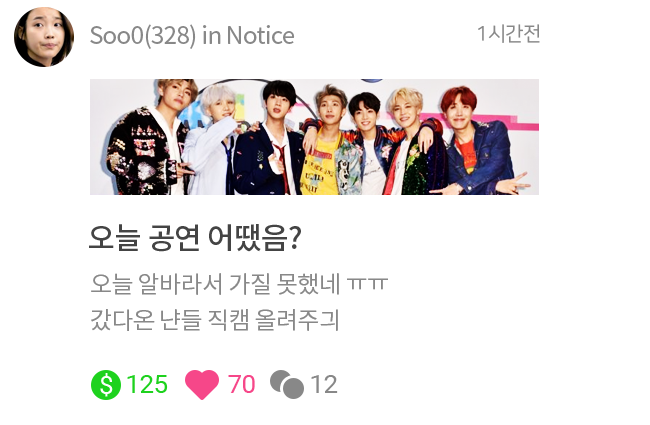 Soo0(328) in Notice
1시간전
오늘 공연 어땠음?
오늘 알바라서 가질 못했네 ㅠㅠ
갔다온 냔들 직캠 올려주긔
$ 125 70 12